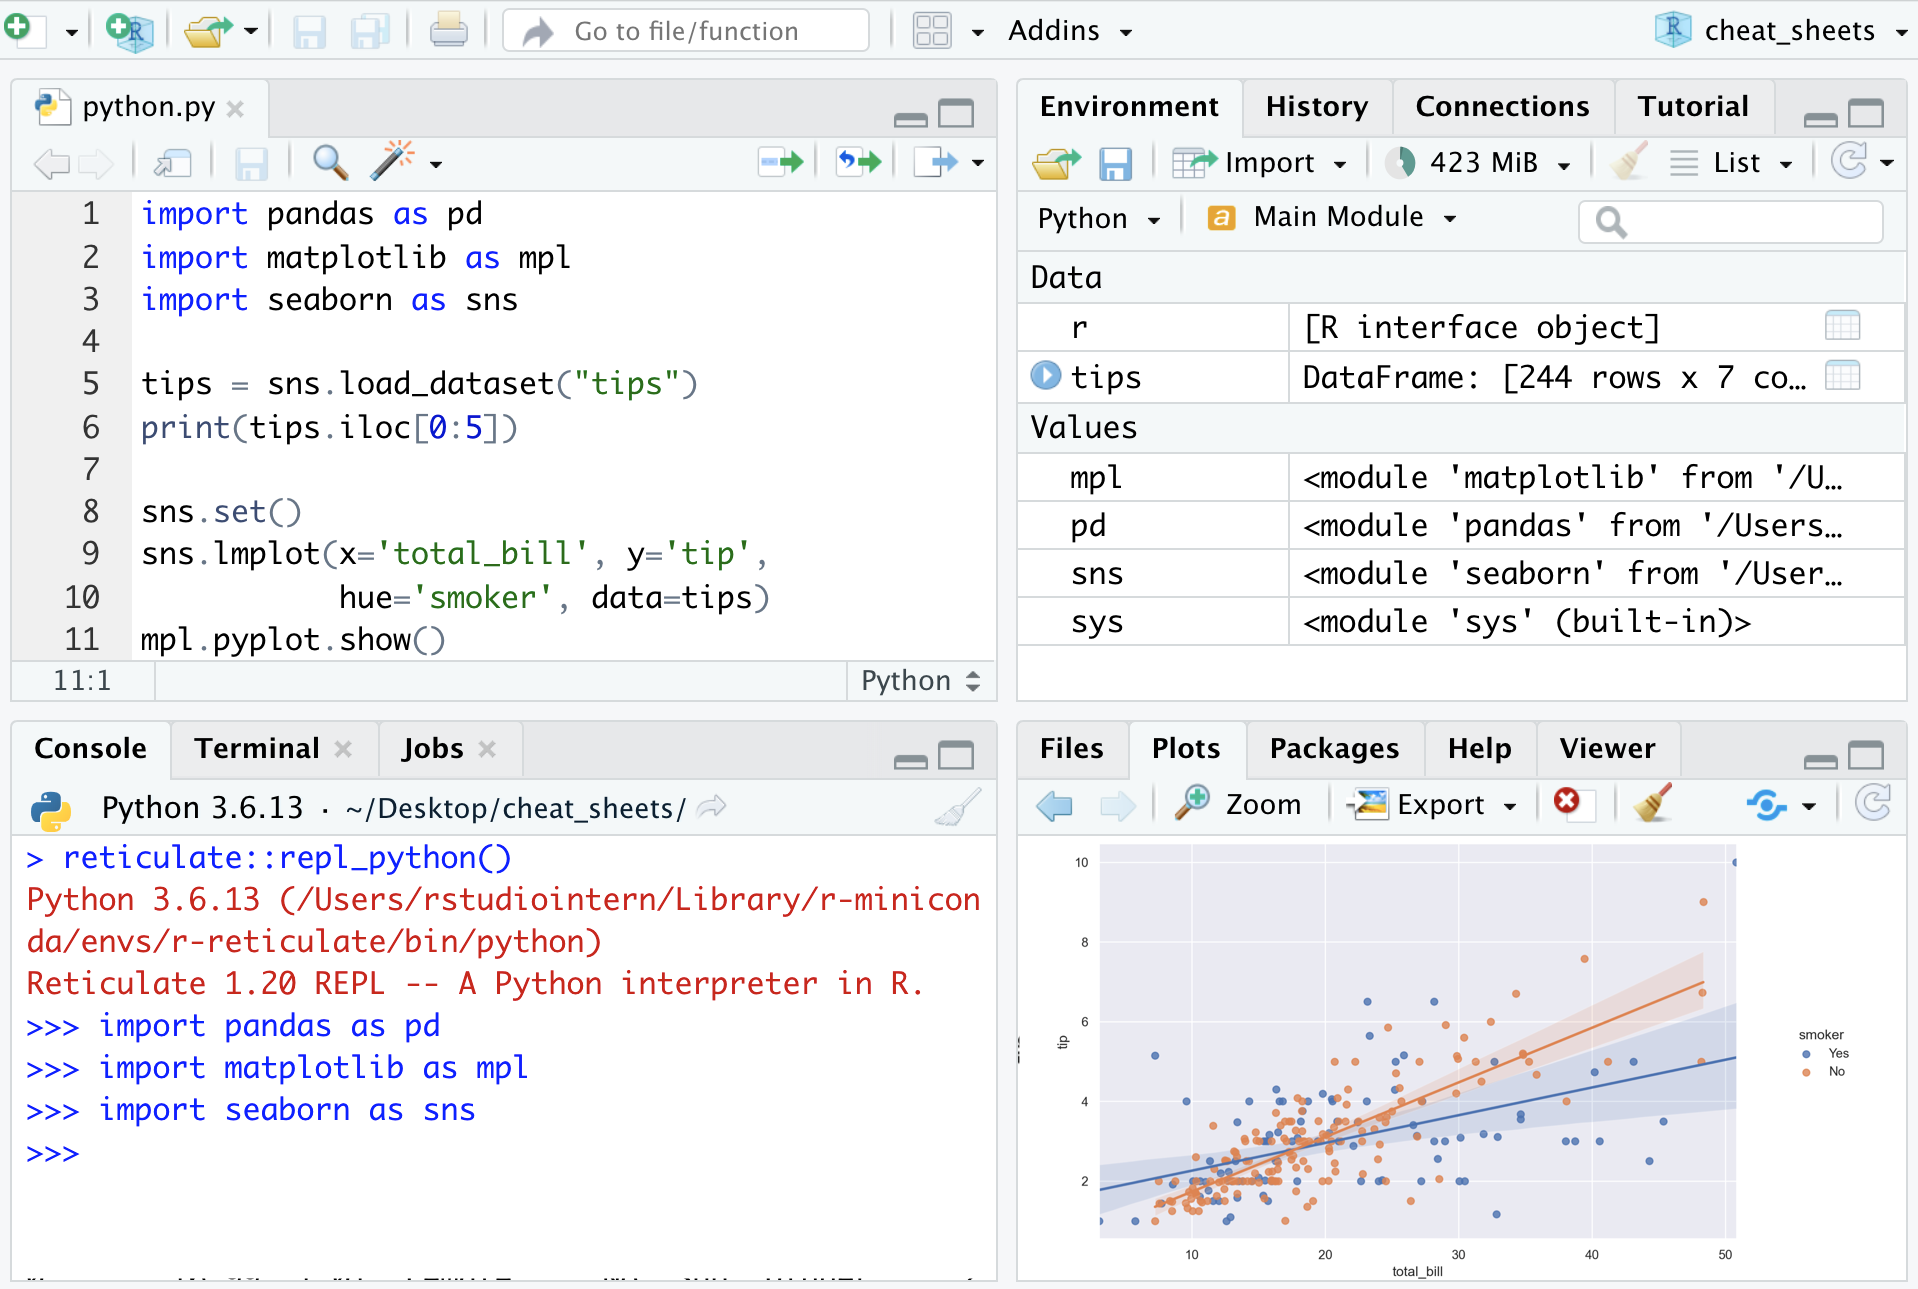 Go to file/function
Addins
cheat_sheets
python.py
1 import pandas as pd
2 import matplotlib as mpl
3 import seaborn as sns
4
5 tips = sns.load_dataset("tips")
6 print(tips.iloc[0:5])
7
8 sns.set()
9 sns.lmplot(x='total_bill', y='tip',
10 hue='smoker', data=tips)
11 mpl.pyplot.show()
11:1 Python
Environment History Connections Tutorial
Import 423 MiB List
Python a Main Module
Data
r [R interface object]
tips DataFrame: [244 rows x 7 co…
Values
mpl <module 'matplotlib' from '/U…
pd <module 'pandas' from '/Users…
sns <module 'seaborn' from '/User…
sys <module 'sys' (built-in)>
Console Terminal Jobs
Python 3.6.13 · ~/Desktop/cheat_sheets/
> reticulate::repl_python()
Python 3.6.13 (/Users/rstudiointern/Library/r-minicon
da/envs/r-reticulate/bin/python)
Reticulate 1.20 REPL -- A Python interpreter in R.
>>> import pandas as pd
>>> import matplotlib as mpl
>>> import seaborn as sns
>>>
Files Plots Packages Help Viewer
Zoom Export
10
8
6
4
2
tip
10 20 30 40 50
total_bill
smoker
Yes
No